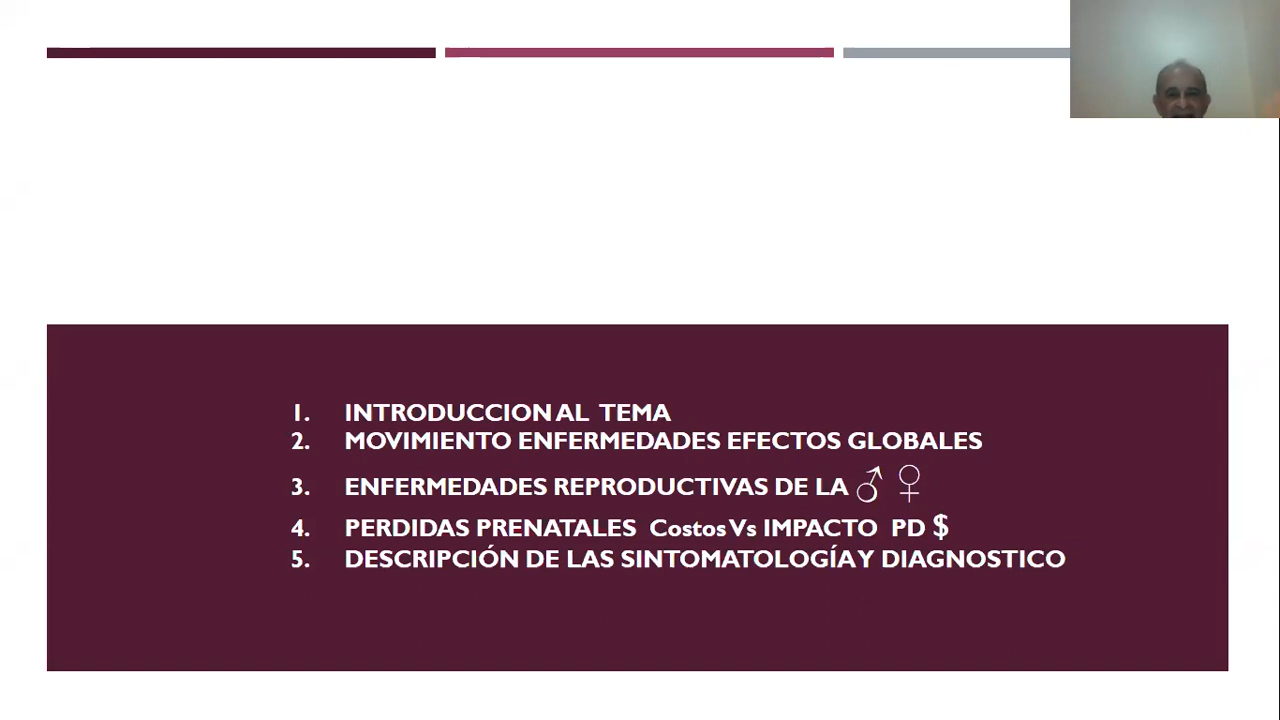 1. INTRODUCCION AL TEMA
2. MOVIMIENTO ENFERMEDADES EFECTOS GLOBALES
3. ENFERMEDADES REPRODUCTIVAS DE LA ♂ ♀
4. PERDIDAS PRENATALES Costos Vs IMPACTO PD $
5. DESCRIPCIÓN DE LAS SINTOMATOLOGÍA Y DIAGNOSTICO